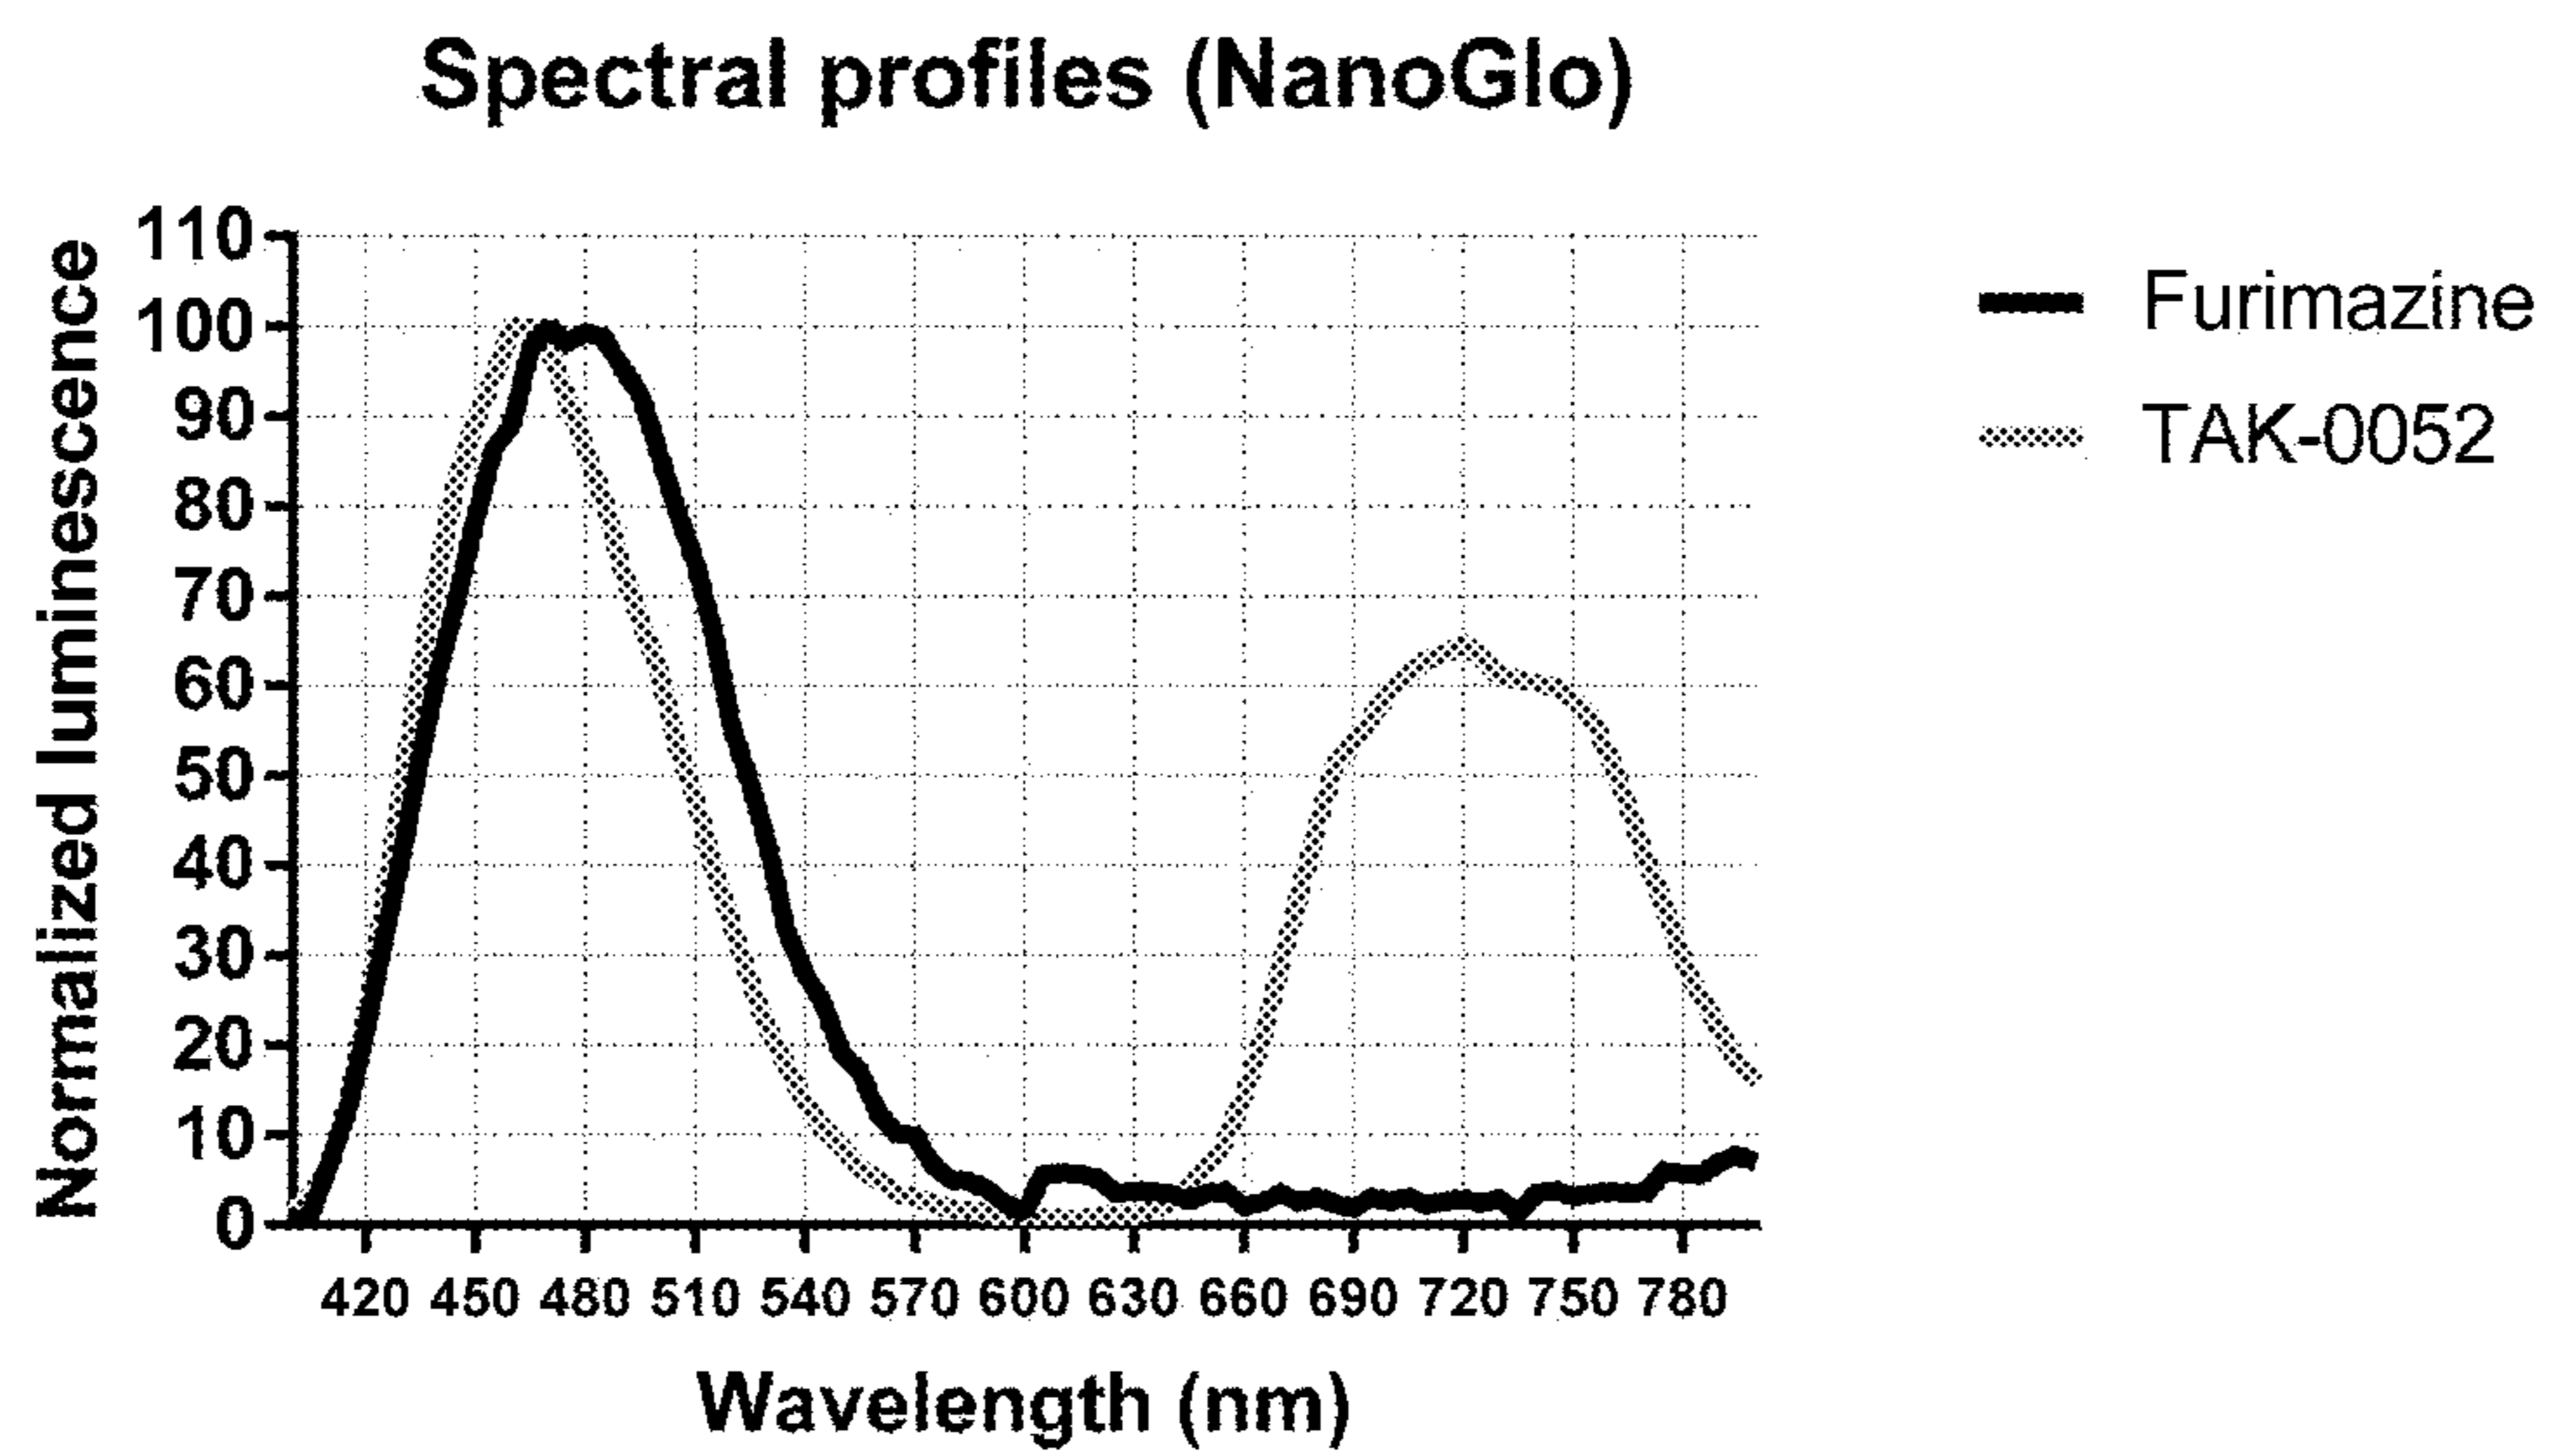 Spectral profiles (NanoGlo)
Normalized luminescence
110
100
90
80
70
60
50
40
30
20
10
0
420 450 480 510 540 570 600 630 660 690 720 750 780
Wavelength (nm)
Furimazine
TAK-0052